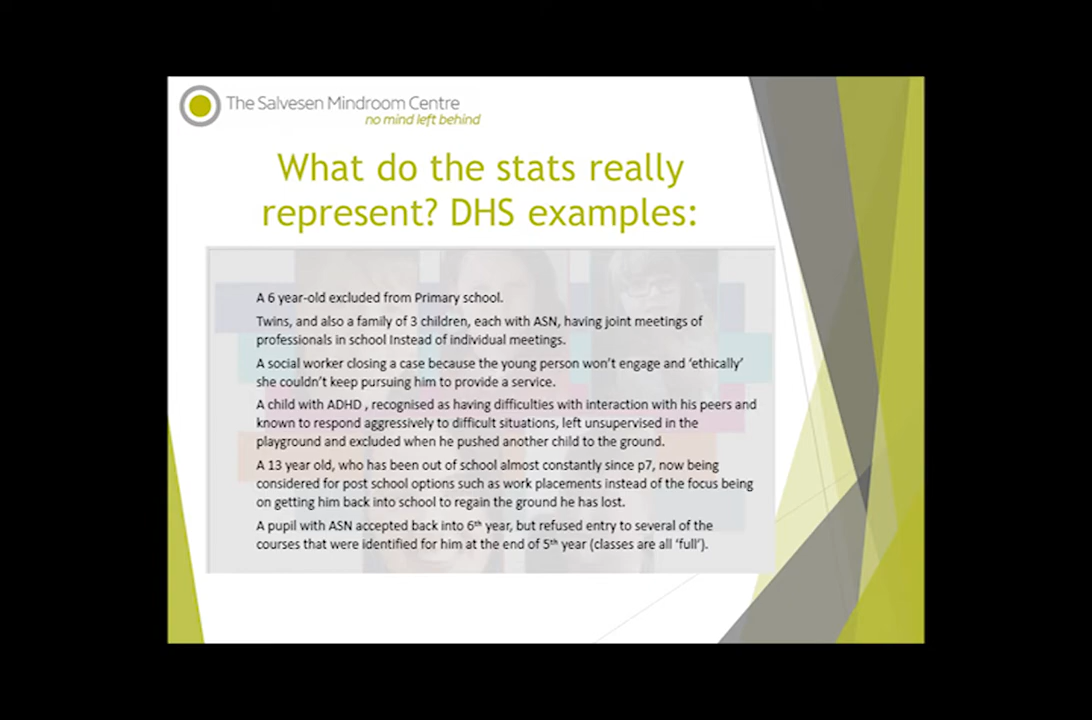 The Salvesen Mindroom Centre
no mind left behind
What do the stats really
represent? DHS examples:
A 6 year-old excluded from Primary school.
Twins, and also a family of 3 children, each with ASN, having joint meetings of
professionals in school Instead of individual meetings.
A social worker closing a case because the young person won't engage and 'ethically'
she couldn't keep pursuing him to provide a service.
A child with ADHD , recognised as having difficulties with interaction with his peers and
known to respond aggressively to difficult situations, left unsupervised in the
playground and excluded when he pushed another child to the ground.
A 13 year old, who has been out of school almost constantly since p7, now being
considered for post school options such as work placements instead of the focus being
on getting him back into school to regain the ground he has lost.
A pupil with ASN accepted back into 6th year, but refused entry to several of the
courses that were identified for him at the end of 5th year (classes are all 'full').